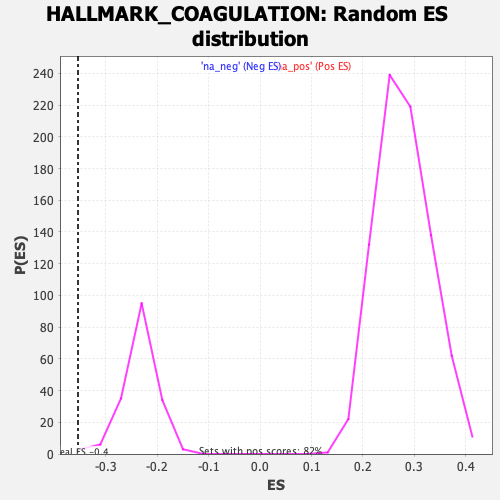 HALLMARK_COAGULATION: Random ES
distribution
'na_neg' (Neg ES)
a_pos' (Pos ES)
240
220
200
180
160
140
120
100
80
60
40
20
0
P(ES)
eal ES -0.4
Sets with pos scores: 82%
-0.3
-0.2
-0.1
0.0
0.1
0.2
0.3
0.4
ES